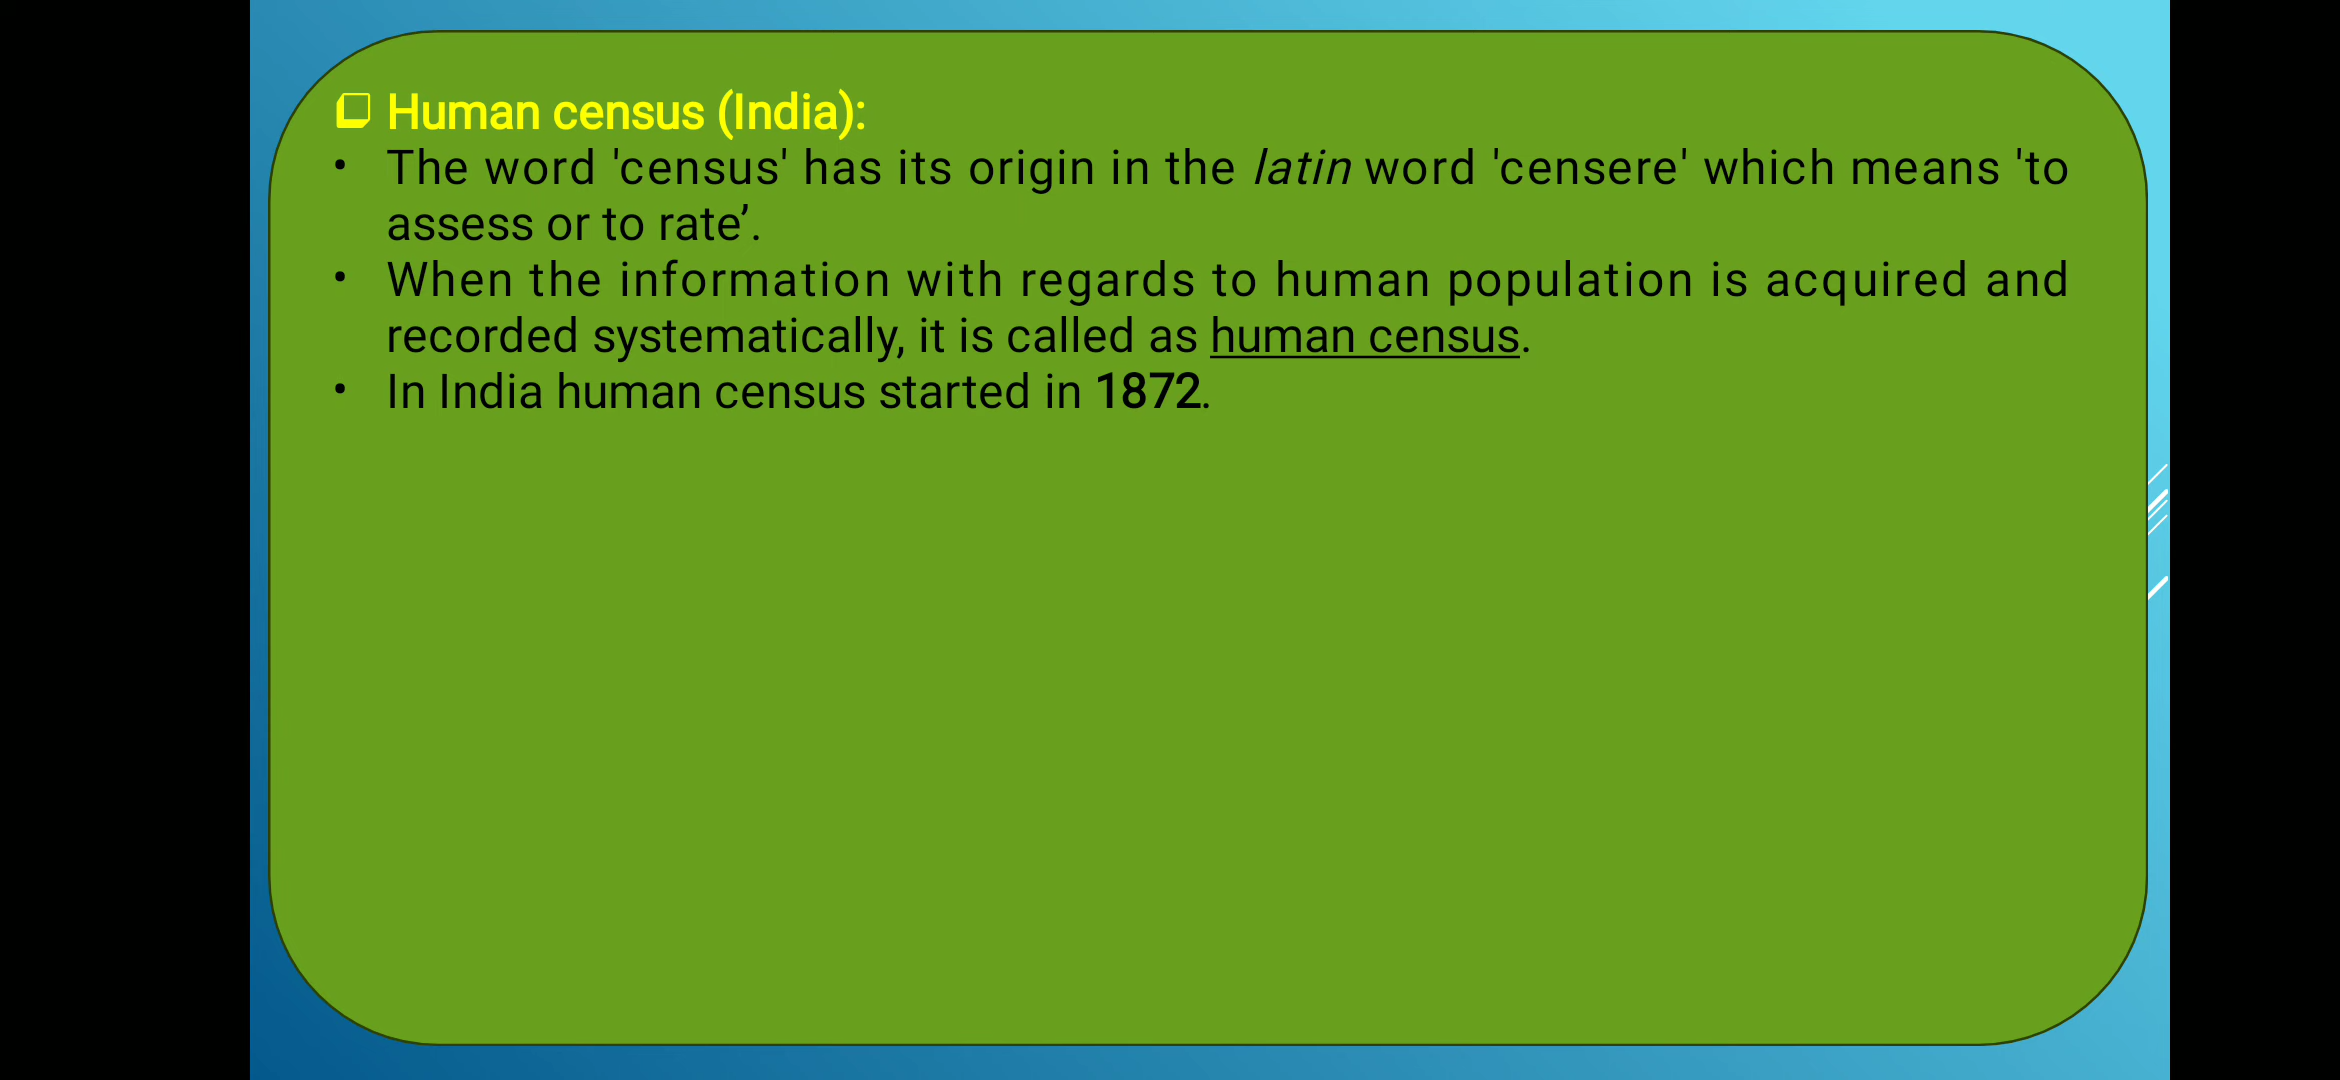 Human census (India):
• The word 'census' has its origin in the latin word 'censere' which means 'to
assess or to rate’.
• When the information with regards to human population is acquired and
recorded systematically, it is called as human census.
• In India human census started in 1872.